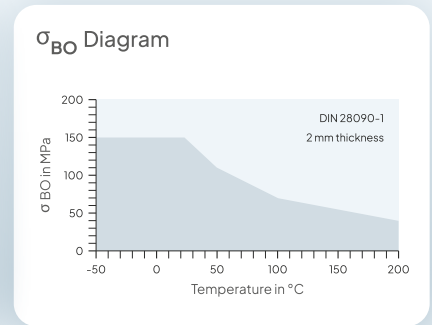 σBO Diagram
DIN 28090-1
2 mm thickness
σ BO in MPa
200
150
100
50
0
-50 0 50 100 150 200
Temperature in °C